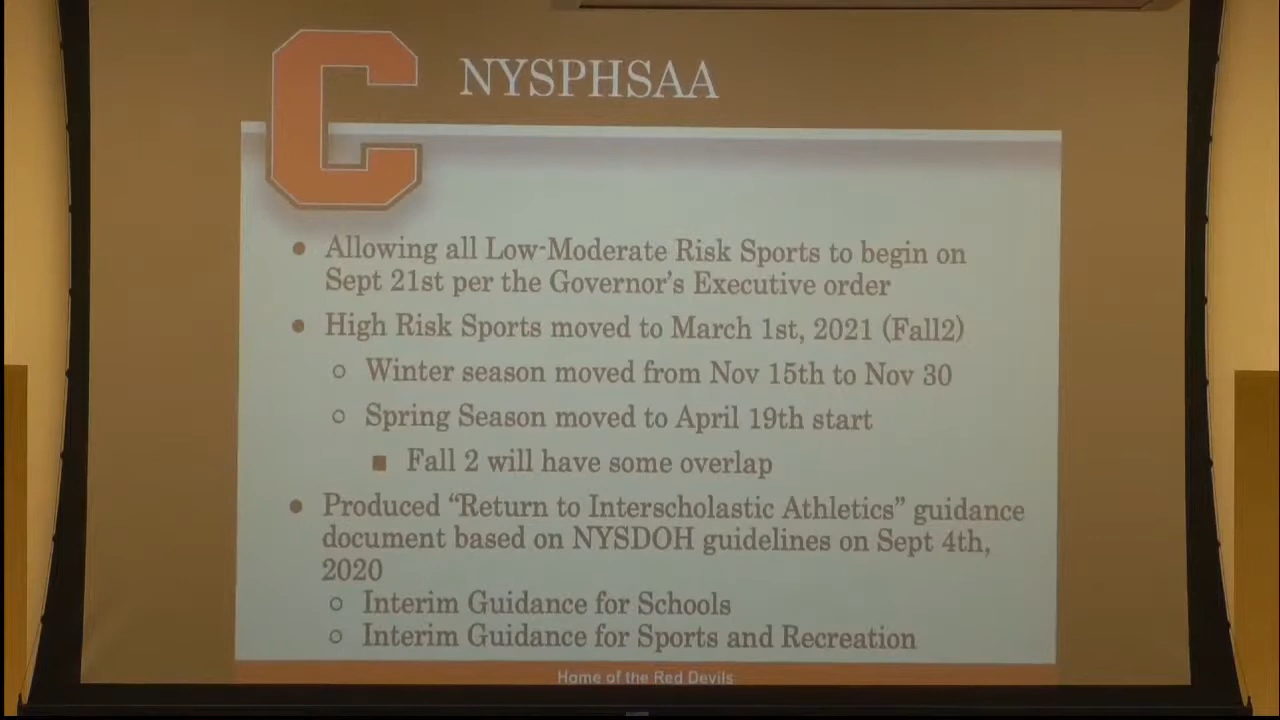 C
NYSPHSAA
● Allowing all Low-Moderate Risk Sports to begin on
Sept 21st per the Governor's Executive order
● High Risk Sports moved to March 1st, 2021 (Fall2)
○ Winter season moved from Nov 15th to Nov 30
○ Spring Season moved to April 19th start
■ Fall 2 will have some overlap
● Produced “Return to Interscholastic Athletics” guidance
document based on NYSDOH guidelines on Sept 4th,
2020
○ Interim Guidance for Schools
○ Interim Guidance for Sports and Recreation
Home of the Red Devils